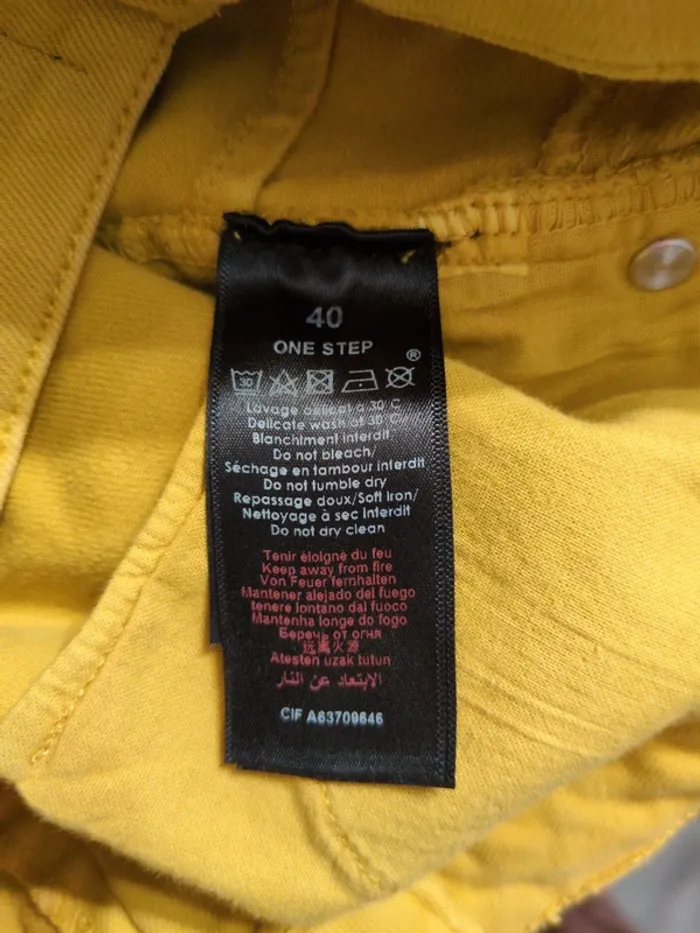 40
ONE STEP
®
30
Lavage délicat à 30°C
Delicate wash at 30°C
Blanchiment interdit
Do not bleach/
Séchage en tambour interdit
Do not tumble dry
Repassage doux/Soft iron/
Nettoyage à sec interdit
Do not dry clean
Tenir éloigné du feu
Keep away from fire
Von Feuer fernhalten
Mantener alejado del fuego
tenere lontano dal fuoco
Mantenha longe do fogo
Беречь от огня
远离火源
Atesten uzak tutun
الابتعاد عن النار
CIF A63709646